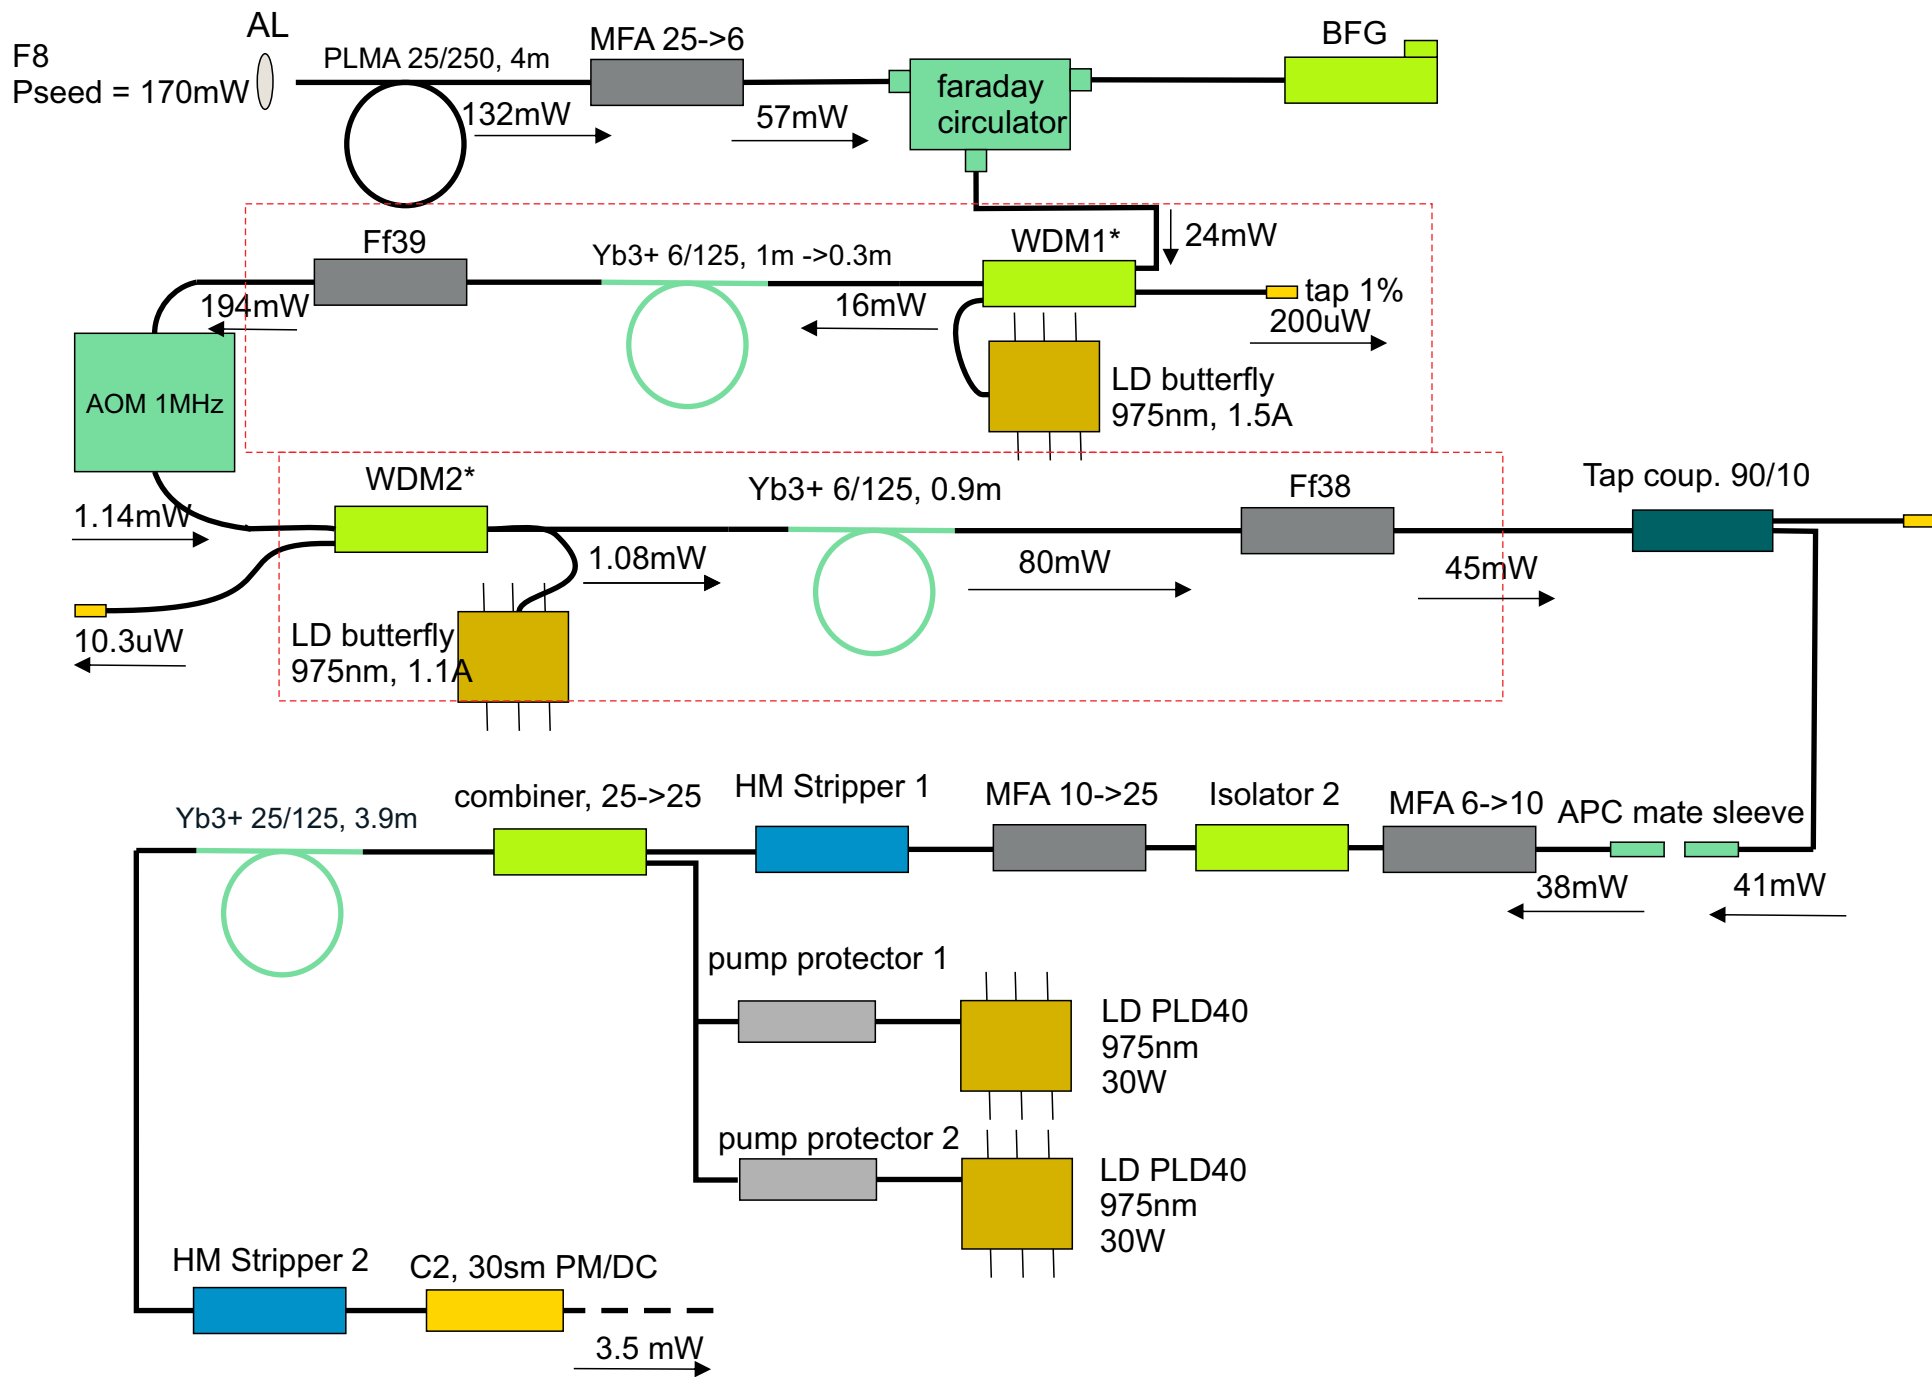 AL
F8
Pseed = 170mW
PLMA 25/250, 4m
MFA 25->6
BFG
132mW
57mW
faraday
circulator
Ff39
Yb3+ 6/125, 1m ->0.3m
WDM1*
24mW
194mW
16mW
tap 1%
200uW
AOM 1MHz
LD butterfly
975nm, 1.5A
WDM2*
Yb3+ 6/125, 0.9m
Ff38
Tap coup. 90/10
1.14mW
1.08mW
80mW
45mW
10.3uW
LD butterfly
975nm, 1.1A
Yb3+ 25/125, 3.9m
combiner, 25->25
HM Stripper 1
MFA 10->25
Isolator 2
MFA 6->10
APC mate sleeve
38mW
41mW
pump protector 1
LD PLD40
975nm
30W
pump protector 2
LD PLD40
975nm
30W
HM Stripper 2
C2, 30sm PM/DC
3.5 mW